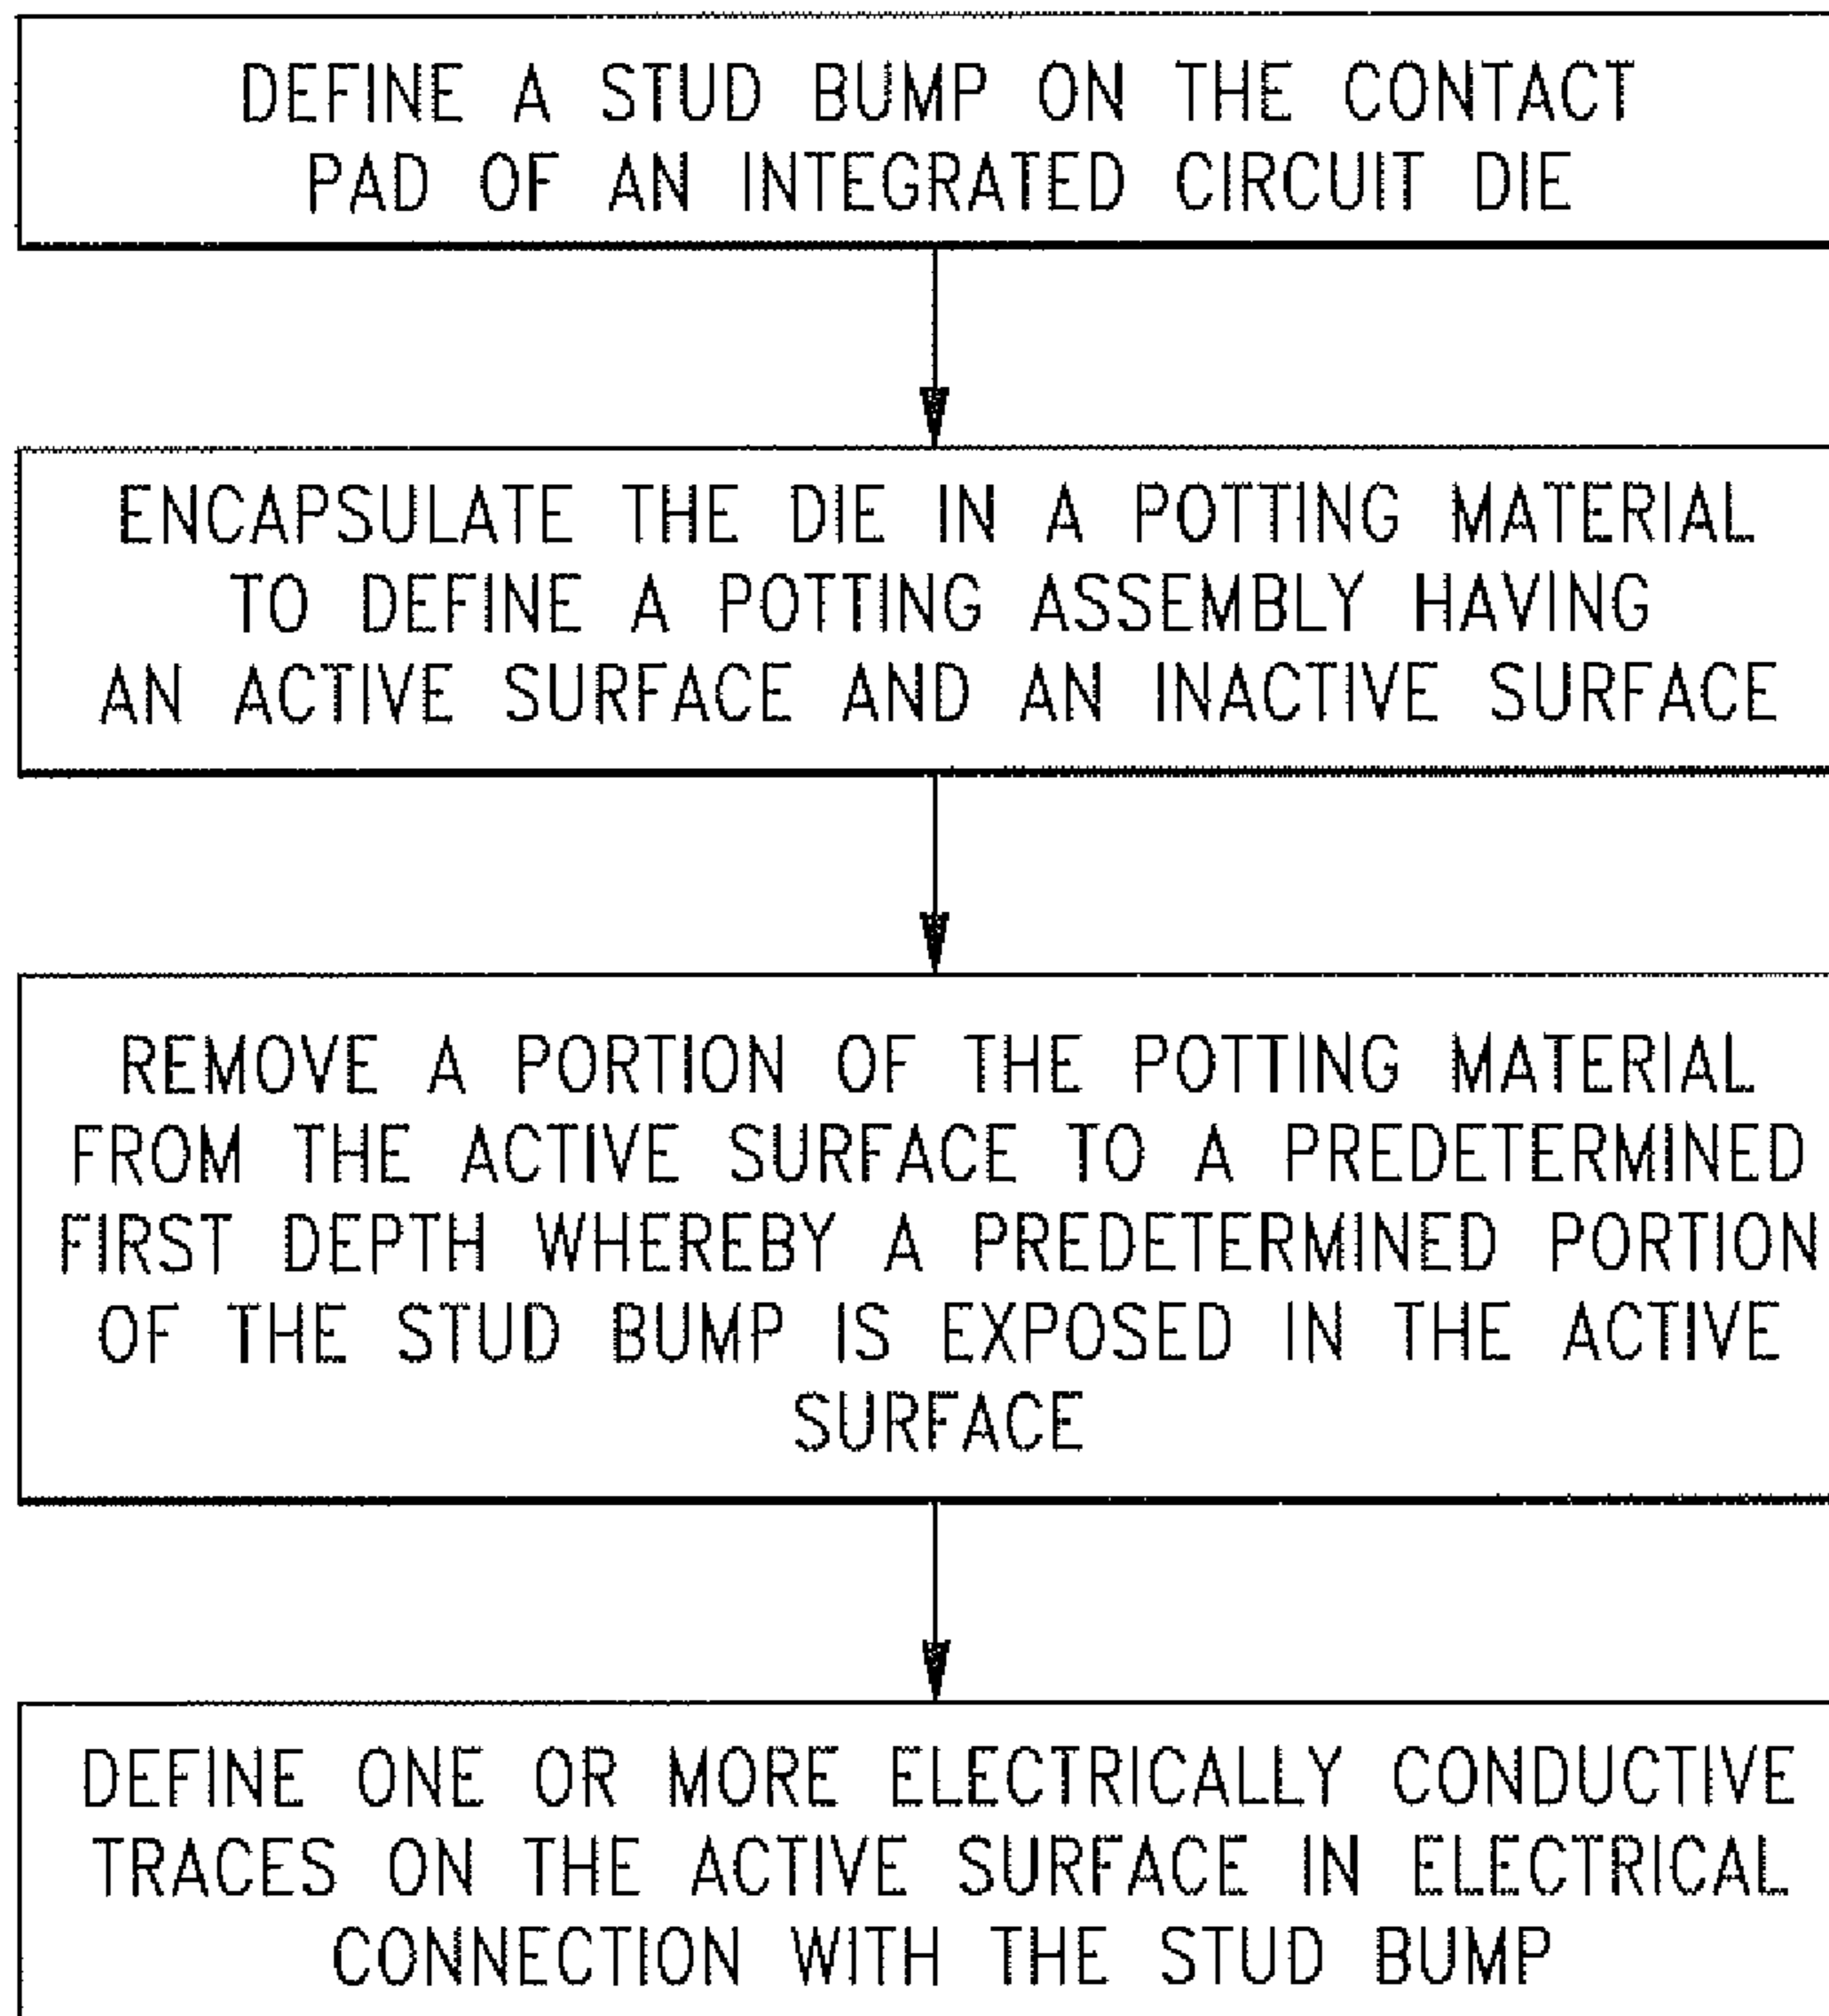 DEFINE A STUD BUMP ON THE CONTACT
PAD OF AN INTEGRATED CIRCUIT DIE
ENCAPSULATE THE DIE IN A POTTING MATERIAL
TO DEFINE A POTTING ASSEMBLY HAVING
AN ACTIVE SURFACE AND AN INACTIVE SURFACE
REMOVE A PORTION OF THE POTTING MATERIAL
FROM THE ACTIVE SURFACE TO A PREDETERMINED
FIRST DEPTH WHEREBY A PREDETERMINED PORTION
OF THE STUD BUMP IS EXPOSED IN THE ACTIVE
SURFACE
DEFINE ONE OR MORE ELECTRICALLY CONDUCTIVE
TRACES ON THE ACTIVE SURFACE IN ELECTRICAL
CONNECTION WITH THE STUD BUMP